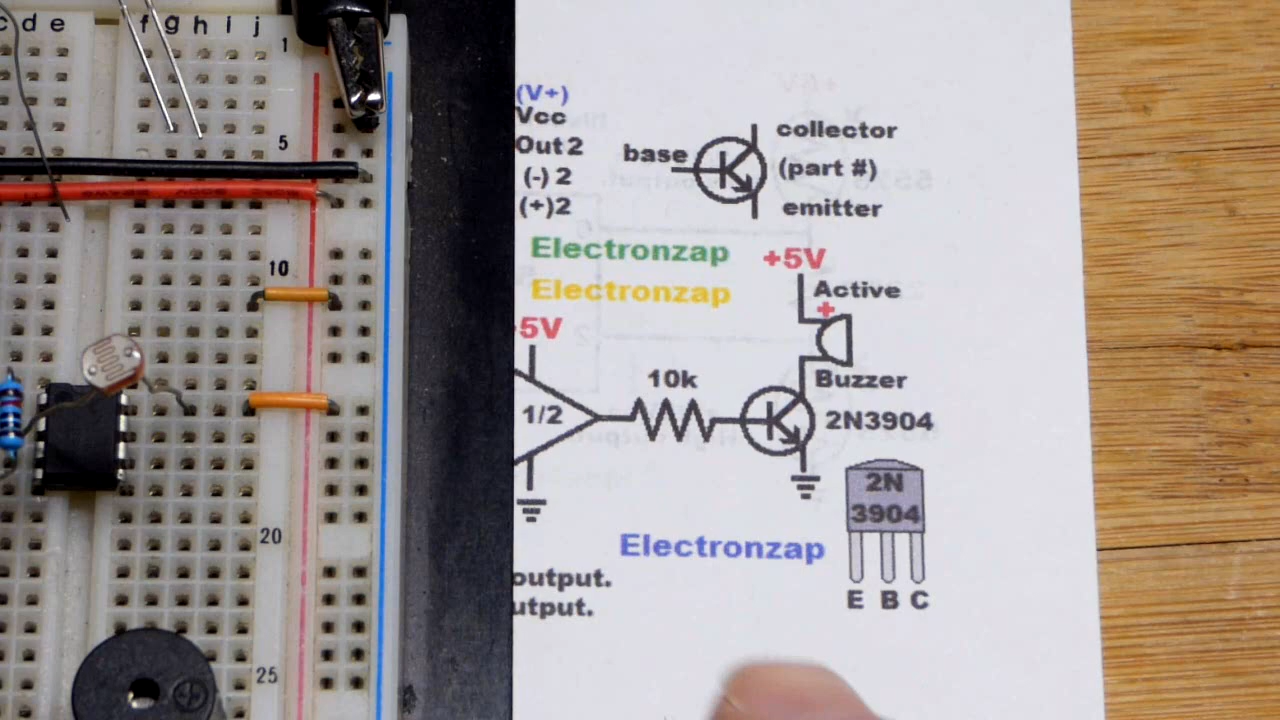 c d e f g h i j
1
5
10
20
25
(V+)
Vcc
Out 2
(-) 2
(+)2
collector
base
(part #)
emitter
Electronzap
Electronzap
+5V
Active
+
5V
10k
Buzzer
1/2
2N3904
2N
3904
Electronzap
output.
utput.
E B C